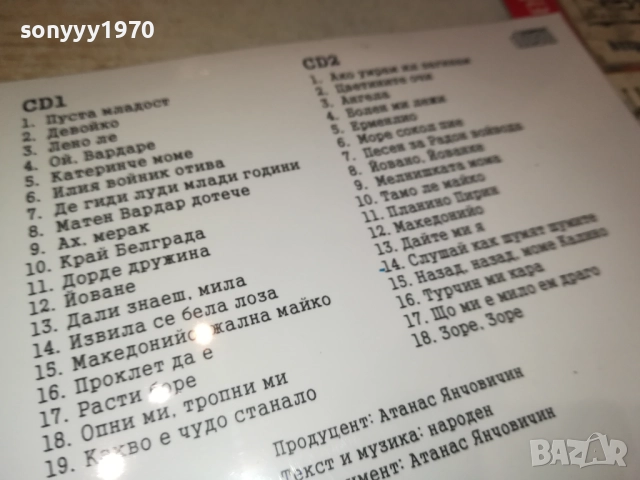 sonyyy1970
CD1
1. Пуста младост
2. Девойко
3. Лено ле
4. Ой, Вардаре
5. Катеринче моме
6. Илия войник отива
7. Де гиди луди млади години
8. Матен Вардар дотече
9. Ах, мерак
10. Край Белграда
11. Дорде дружина
12. Йоване
13. Дали знаеш, мила
14. Извила се бела лоза
15. Македонийо жална майко
16. Проклет да е
17. Расти боре
18. Опни ми, тропни ми
19. Какво е чудо станало
CD2
1. Ако умрам ил загинам
2. Цветините очи
3. Ангела
4. Болен ми лежи
5. Ерменлио
6. Море сокол пие
7. Песен за Радон войвода
8. Йовано, Йованке
9. Мелнишката мома
10. Тамо ле майко
11. Планино Пирин
12. Македонийо
13. Дайте ми я
14. Слушай как шумят шумите
15. Назад, назад, моме Калино
16. Турчин ми кара
17. Що ми е мило ем драго
18. Зоре, Зоре
Продуцент: Атанас Янчовичин
Текст и музика: народен
Атанас Янчовичин
BAZAR